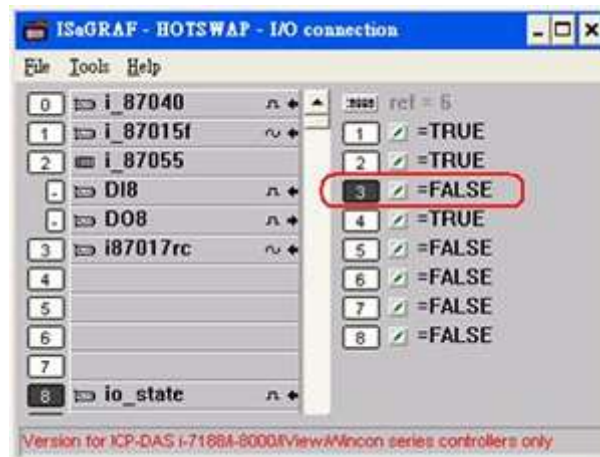 ISaGRAF - HOTSWAP - I/O connection
File Tools Help
0 i_87040
1 i_87015f
2 i_87055
. DI8
. DO8
3 i87017rc
4
5
6
7
8 io_state
ref = 6
1 =TRUE
2 =TRUE
3 =FALSE
4 =TRUE
5 =FALSE
6 =FALSE
7 =FALSE
8 =FALSE
Version for ICP-DAS i-7188/i-8000/iView/Wincon series controllers only